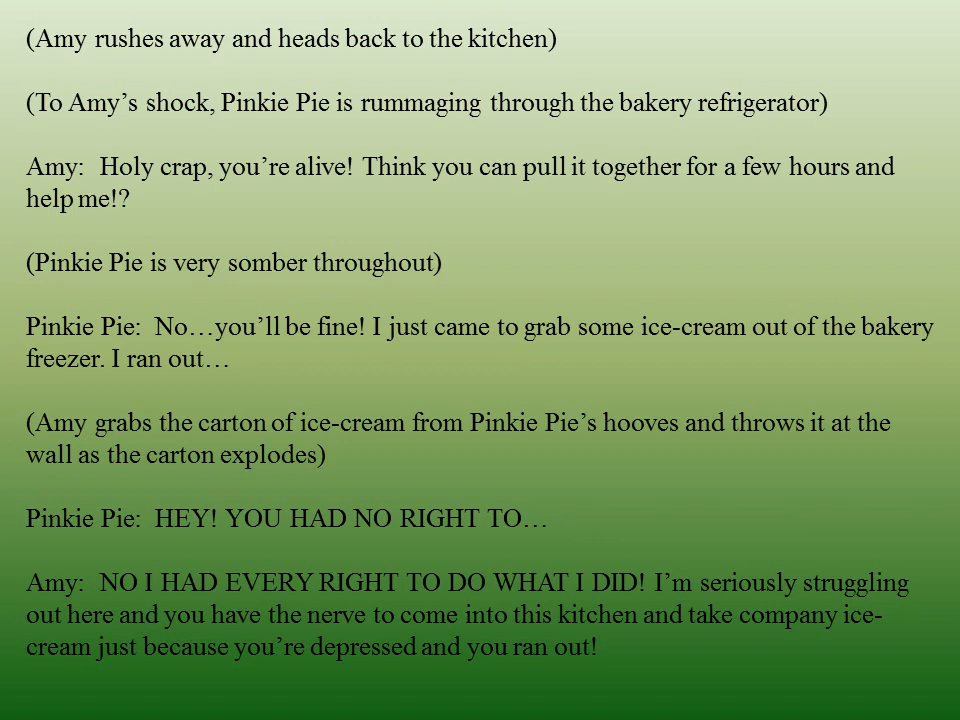 (Amy rushes away and heads back to the kitchen)
(To Amy’s shock, Pinkie Pie is rummaging through the bakery refrigerator)
Amy:  Holy crap, you’re alive! Think you can pull it together for a few hours and
help me!?
(Pinkie Pie is very somber throughout)
Pinkie Pie:  No…you’ll be fine! I just came to grab some ice-cream out of the bakery
freezer. I ran out…
(Amy grabs the carton of ice-cream from Pinkie Pie’s hooves and throws it at the
wall as the carton explodes)
Pinkie Pie:  HEY! YOU HAD NO RIGHT TO…
Amy:  NO I HAD EVERY RIGHT TO DO WHAT I DID! I’m seriously struggling
out here and you have the nerve to come into this kitchen and take company ice-
cream just because you’re depressed and you ran out!